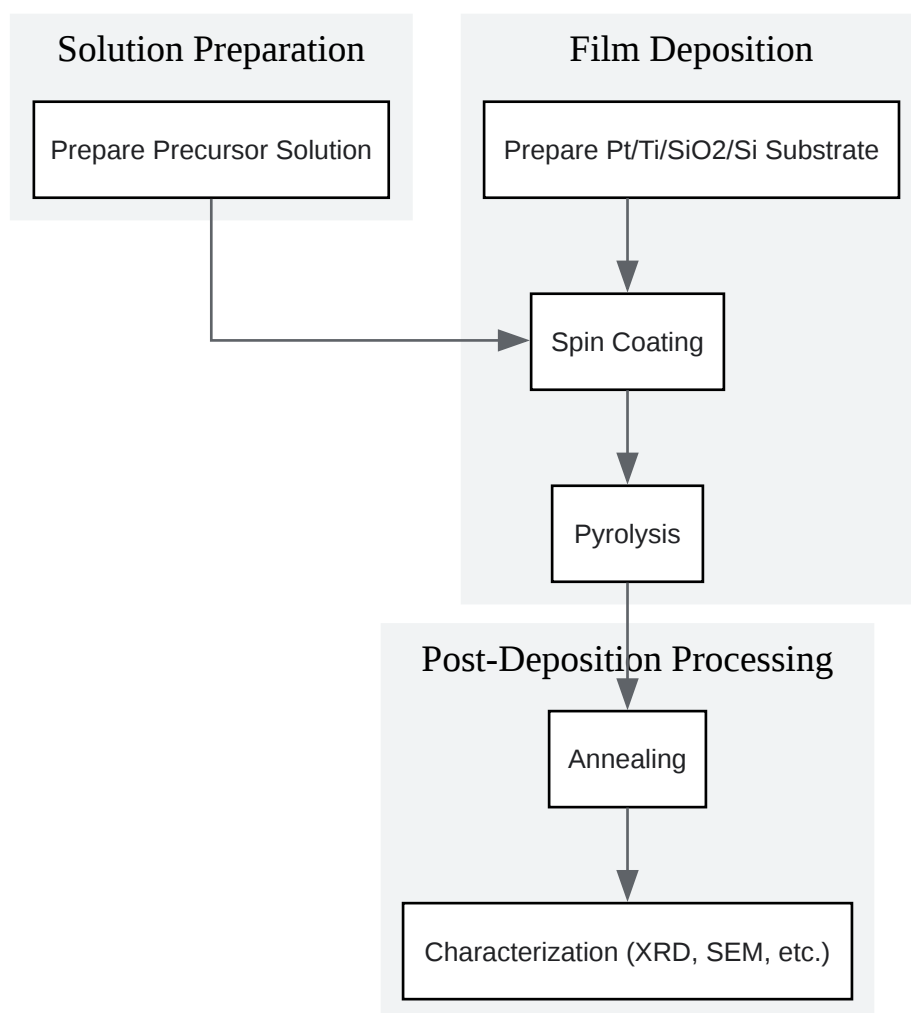 Solution Preparation
Prepare Precursor Solution
Film Deposition
Prepare Pt/Ti/SiO2/Si Substrate
Spin Coating
Pyrolysis
Post-Deposition Processing
Annealing
Characterization (XRD, SEM, etc.)